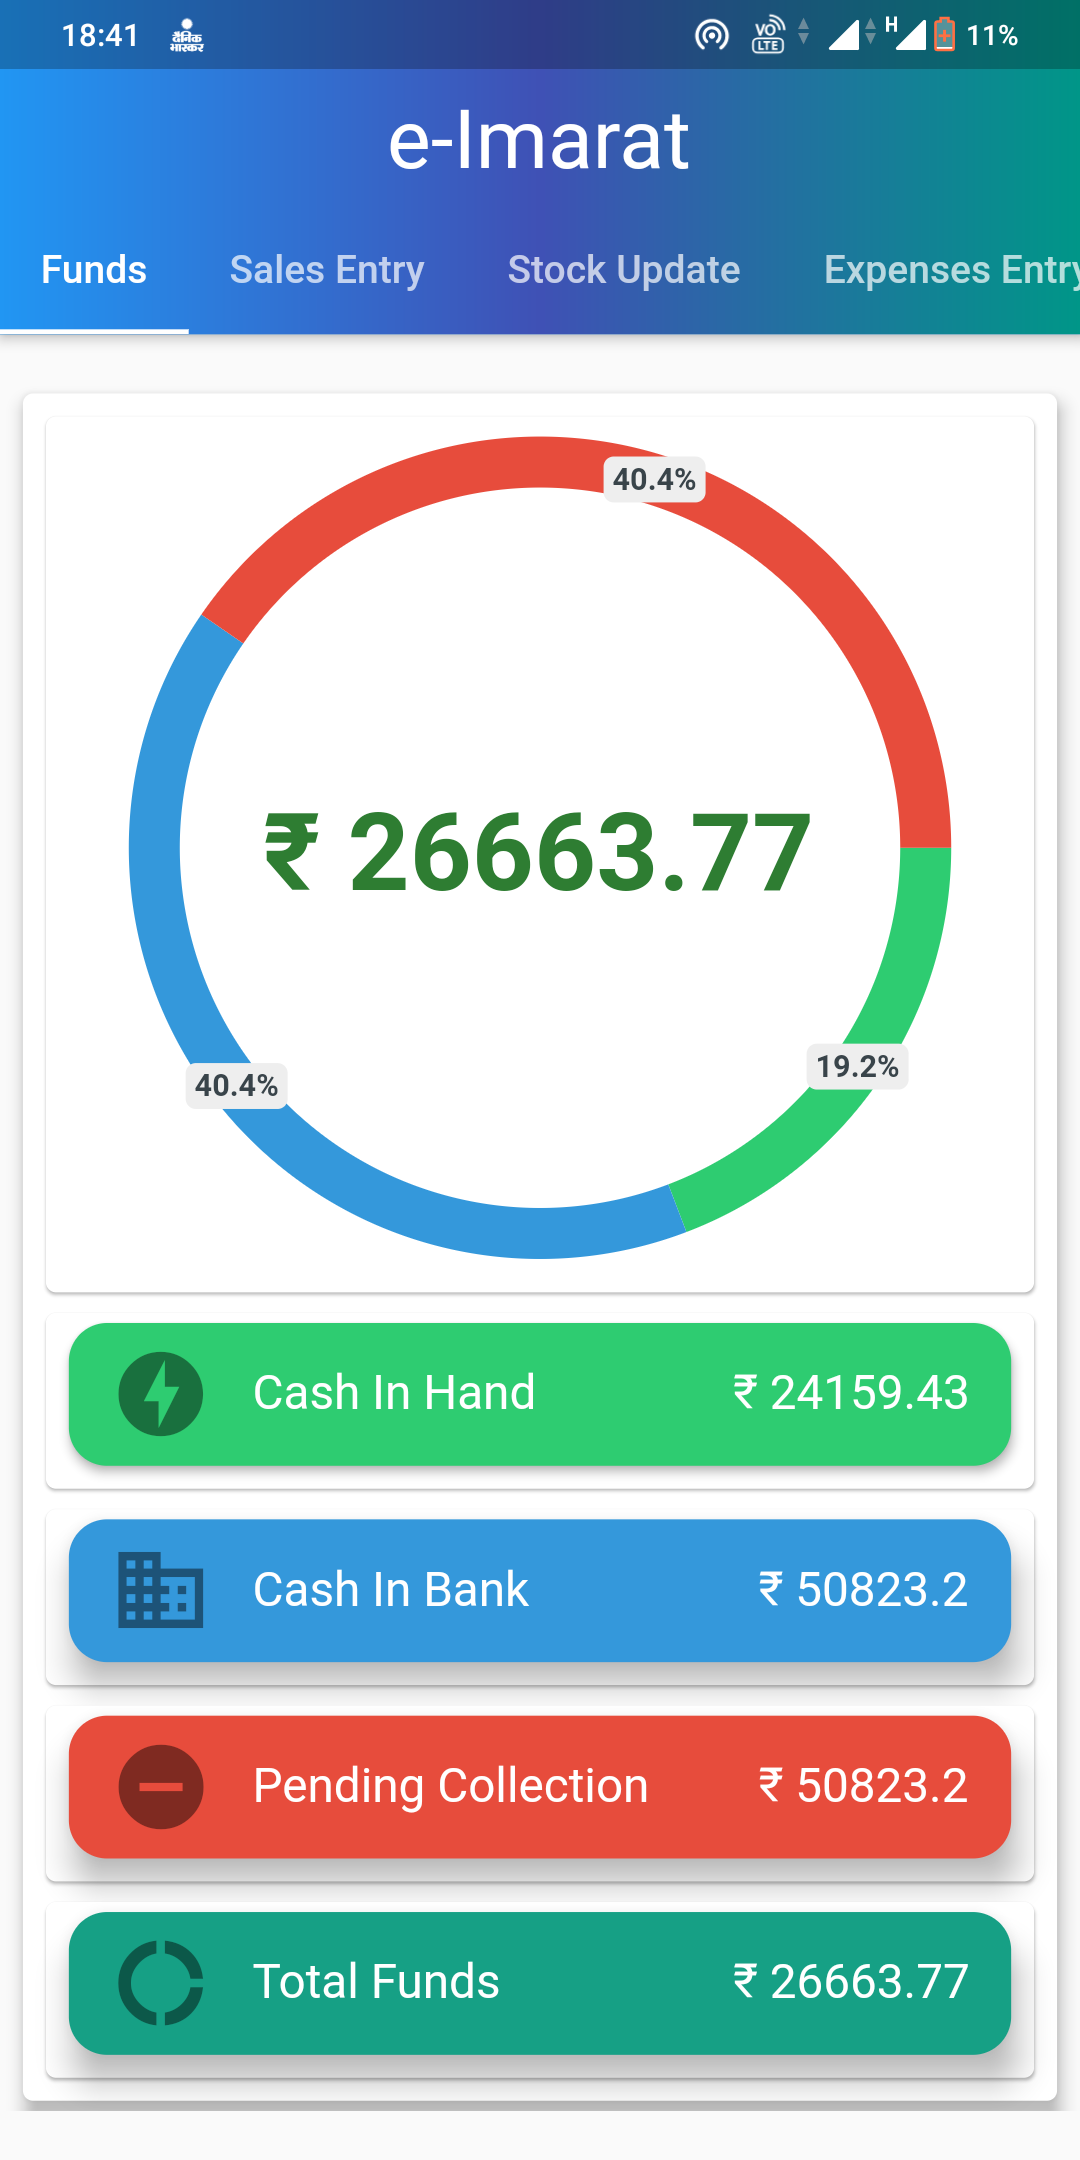 18:41 दैनिक भास्कर VO LTE H 11%
e-Imarat
Funds Sales Entry Stock Update Expenses Entry
40.4%
₹ 26663.77
19.2%
40.4%
Cash In Hand ₹ 24159.43
Cash In Bank ₹ 50823.2
Pending Collection ₹ 50823.2
Total Funds ₹ 26663.77